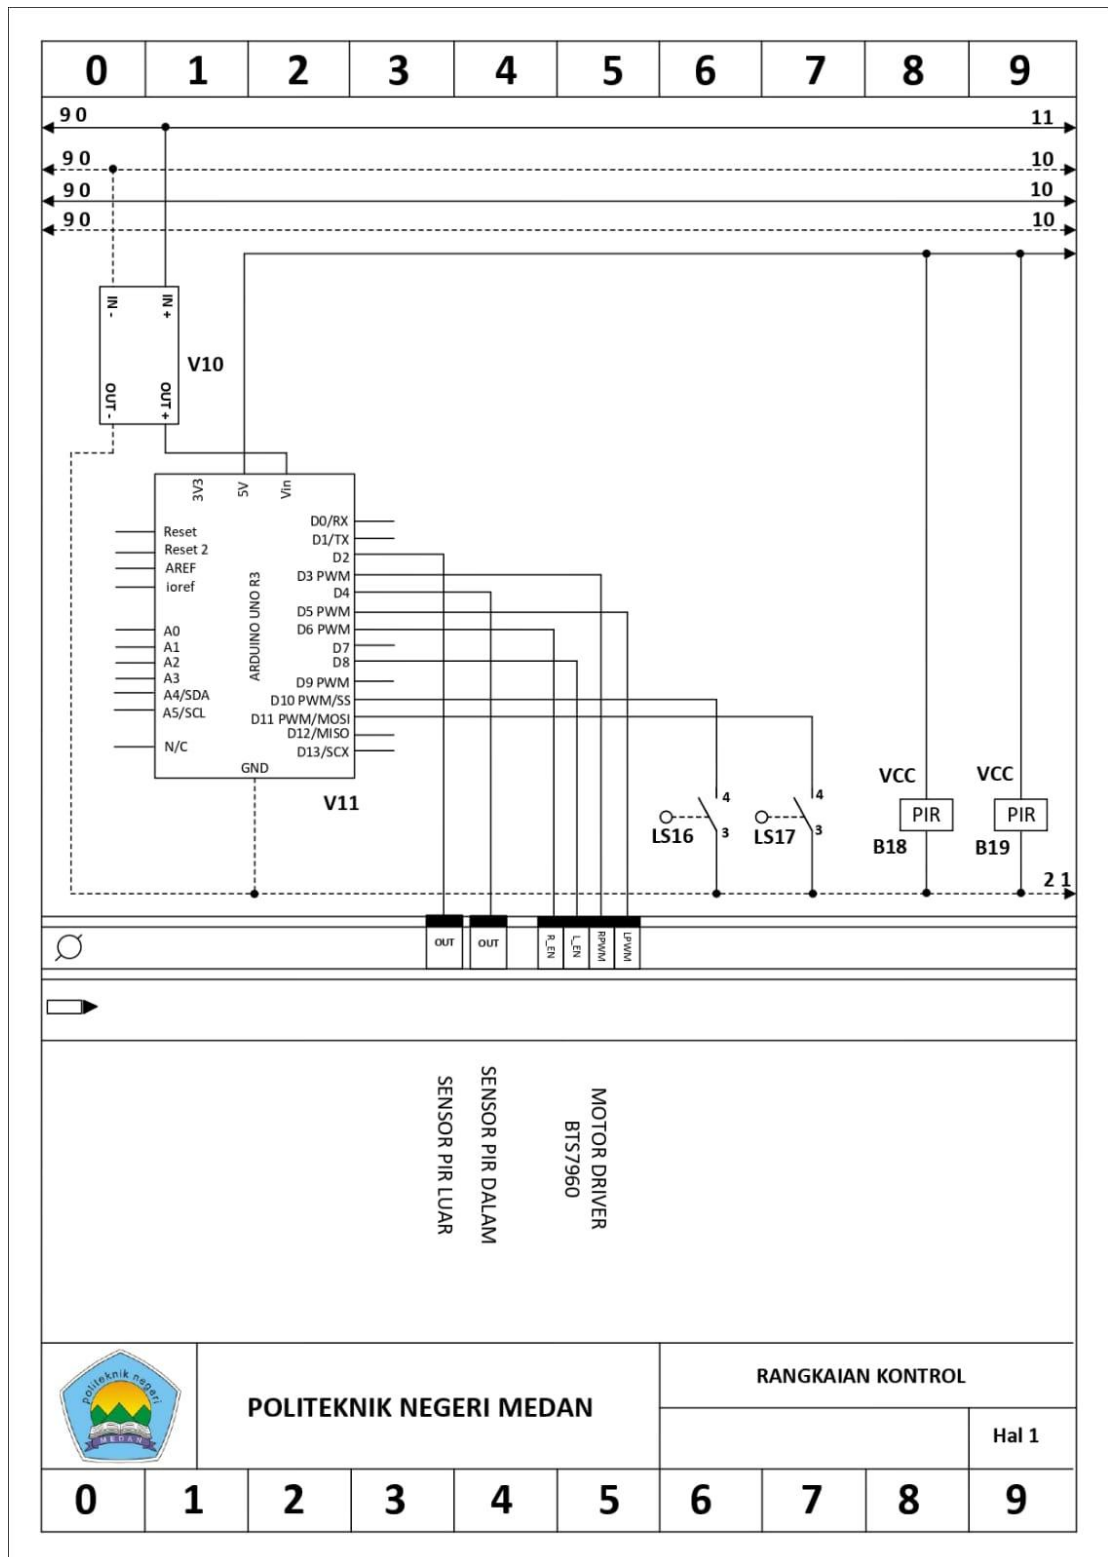 0 1 2 3 4 5 6 7 8 9
9 0 11
9 0 10
9 0 10
9 0 10
IN - IN +
V10
OUT - OUT +
3V3 5V Vin
D0/RX
Reset
D1/TX
Reset 2
D2
AREF
D3 PWM
ioref
D4
ARDUINO UNO R3
D5 PWM
A0
D6 PWM
A1
D7
A2
D8
A3
D9 PWM
A4/SDA
D10 PWM/SS
A5/SCL
D11 PWM/MOSI
D12/MISO
N/C
D13/SCX
GND
V11
VCC VCC
4 4
PIR PIR
LS16 3 LS17 3
B18 B19
2 1
OUT OUT R_EN L_EN RPWM LPWM
SENSOR PIR LUAR
SENSOR PIR DALAM
MOTOR DRIVER
BTS7960
politeknik negeri
MEDAN
POLITEKNIK NEGERI MEDAN
RANGKAIAN KONTROL
Hal 1
0 1 2 3 4 5 6 7 8 9